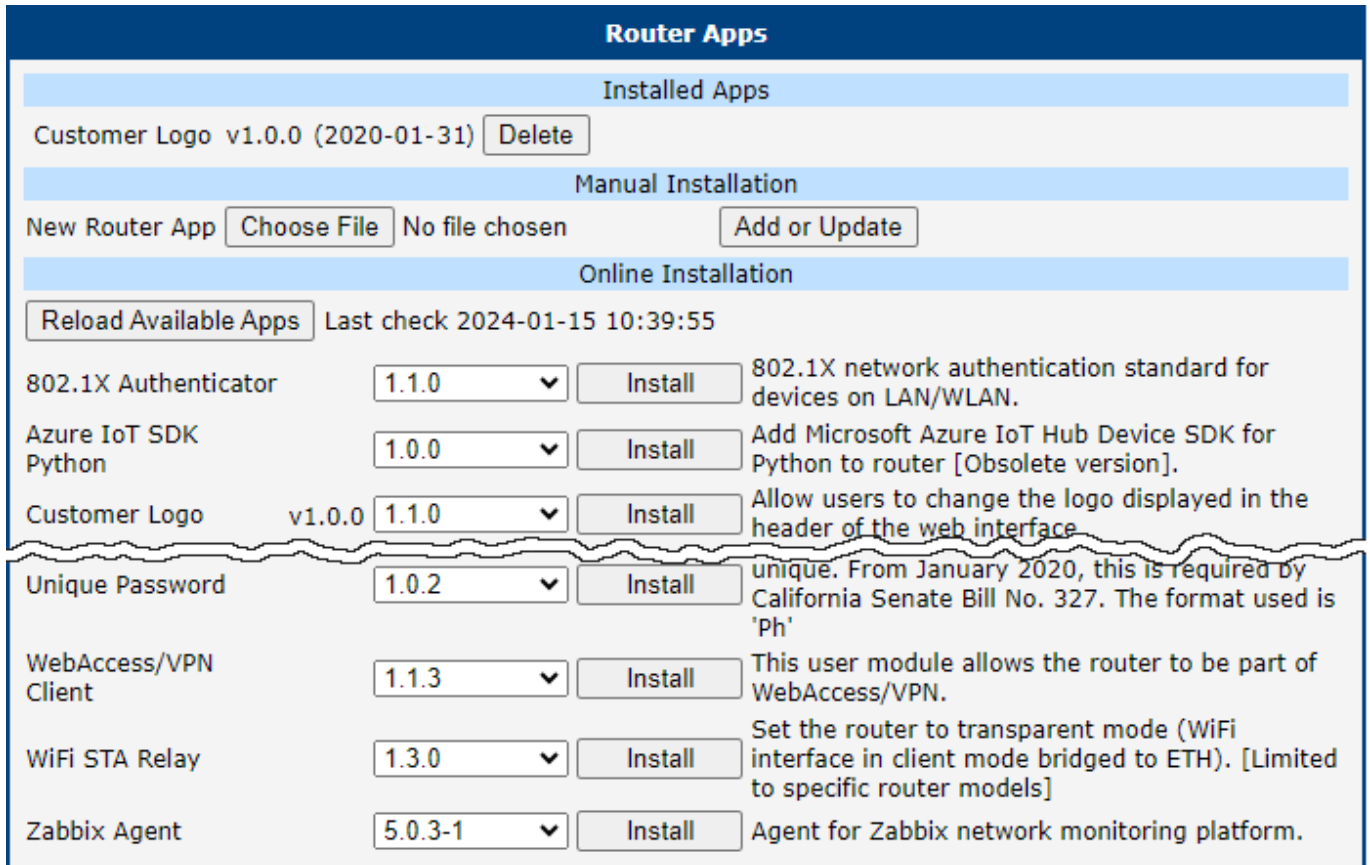 Router Apps
Installed Apps
Customer Logo v1.0.0 (2020-01-31) Delete
Manual Installation
New Router App Choose File No file chosen Add or Update
Online Installation
Reload Available Apps Last check 2024-01-15 10:39:55
802.1X Authenticator 1.1.0 Install 802.1X network authentication standard for
devices on LAN/WLAN.
Azure IoT SDK
Python 1.0.0 Install Add Microsoft Azure IoT Hub Device SDK for
Python to router [Obsolete version].
Customer Logo v1.0.0 1.1.0 Install Allow users to change the logo displayed in the
header of the web interface
Unique Password 1.0.2 Install unique. From January 2020, this is required by
California Senate Bill No. 327. The format used is
'Ph'
WebAccess/VPN
Client 1.1.3 Install This user module allows the router to be part of
WebAccess/VPN.
WiFi STA Relay 1.3.0 Install Set the router to transparent mode (WiFi
interface in client mode bridged to ETH). [Limited
to specific router models]
Zabbix Agent 5.0.3-1 Install Agent for Zabbix network monitoring platform.